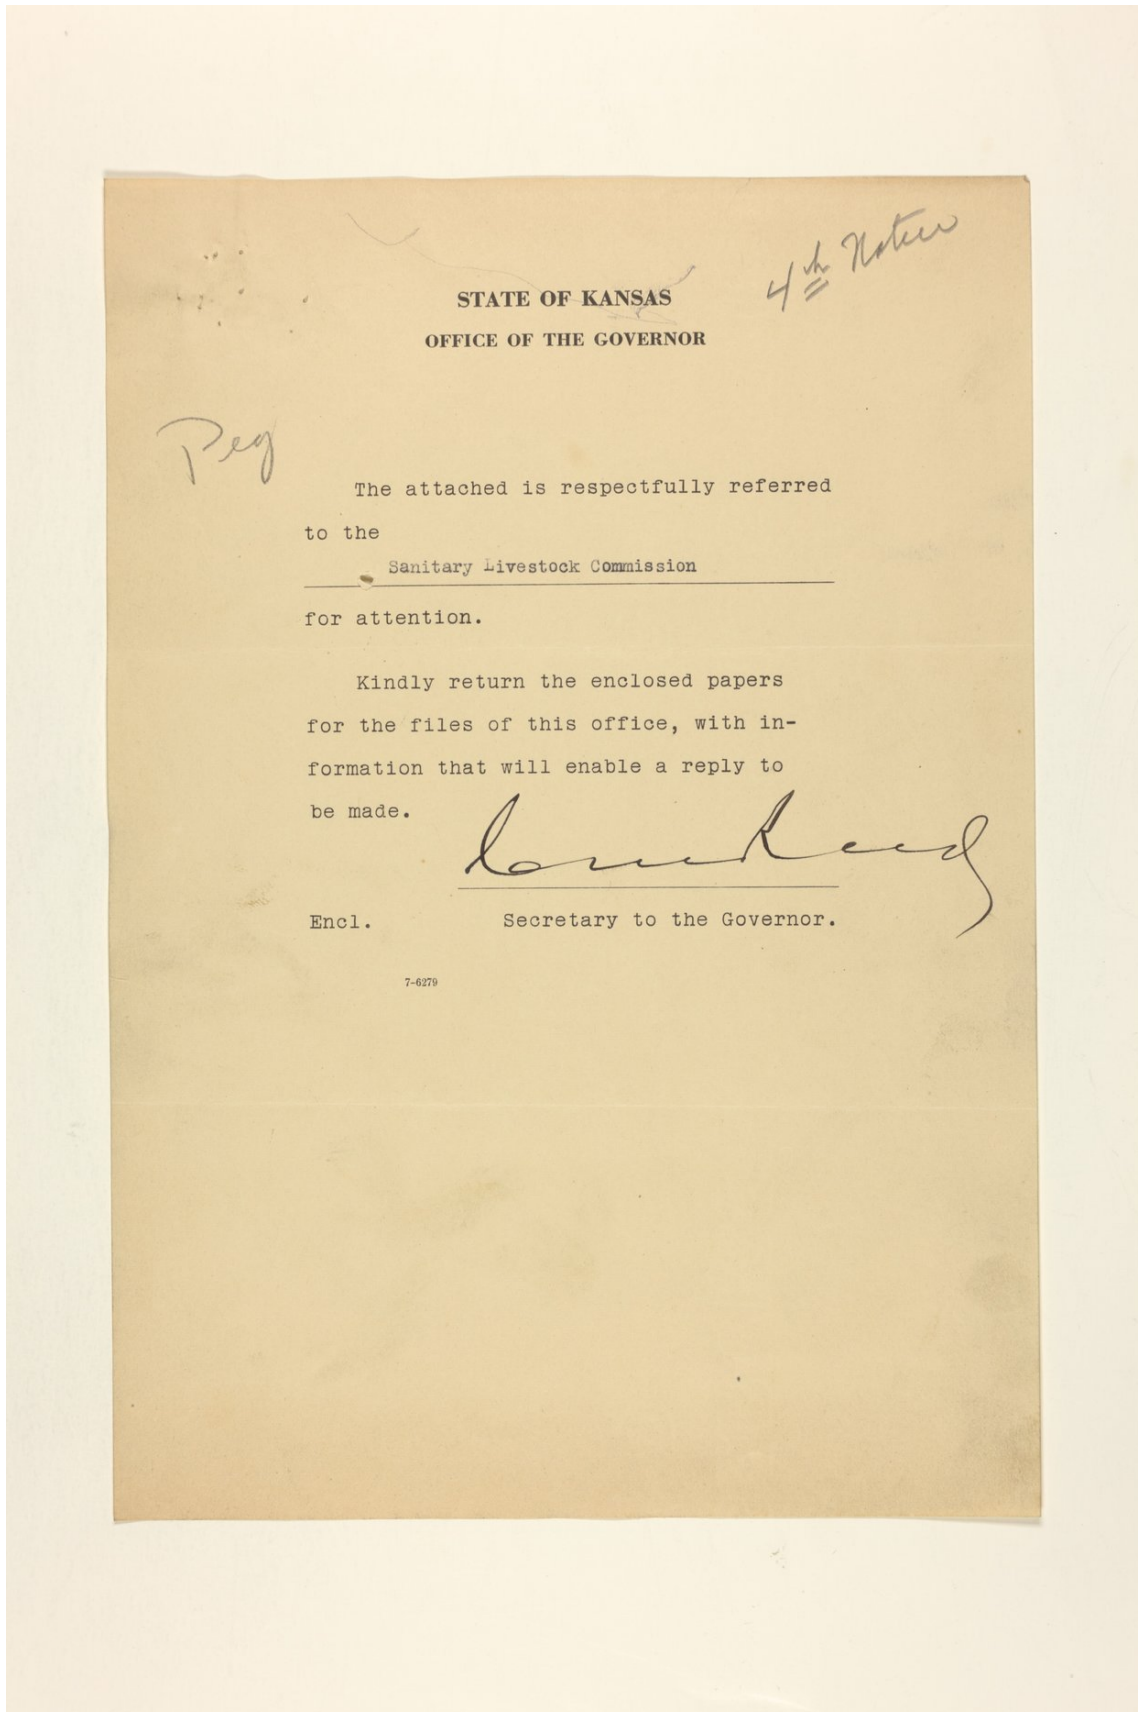 4th Notice
STATE OF KANSAS
OFFICE OF THE GOVERNOR
Peg
The attached is respectfully referred
to the
Sanitary Livestock Commission
for attention.
Kindly return the enclosed papers
for the files of this office, with in-
formation that will enable a reply to
be made.
Encl. Secretary to the Governor.
7-6279